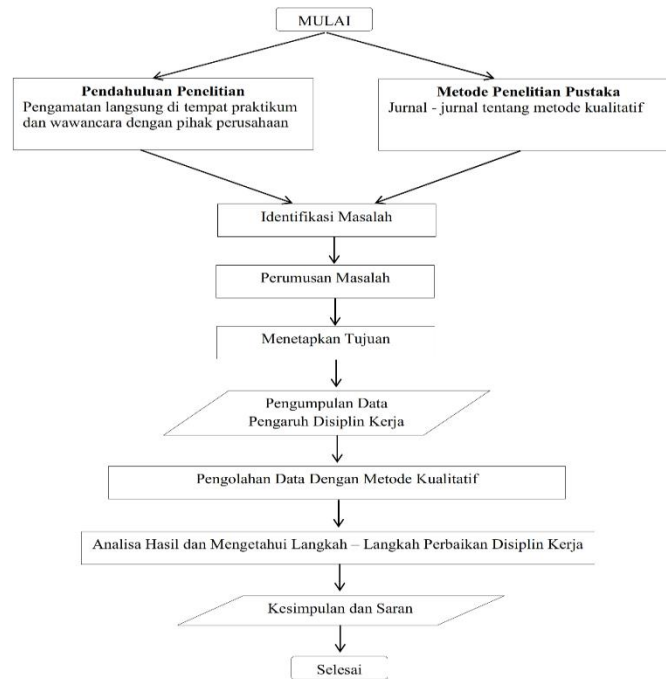 MULAI
Pendahuluan Penelitian
Pengamatan langsung di tempat praktikum
dan wawancara dengan pihak perusahaan
Metode Penelitian Pustaka
Jurnal - jurnal tentang metode kualitatif
Identifikasi Masalah
Perumusan Masalah
Menetapkan Tujuan
Pengumpulan Data
Pengaruh Disiplin Kerja
Pengolahan Data Dengan Metode Kualitatif
Analisa Hasil dan Mengetahui Langkah – Langkah Perbaikan Disiplin Kerja
Kesimpulan dan Saran
Selesai